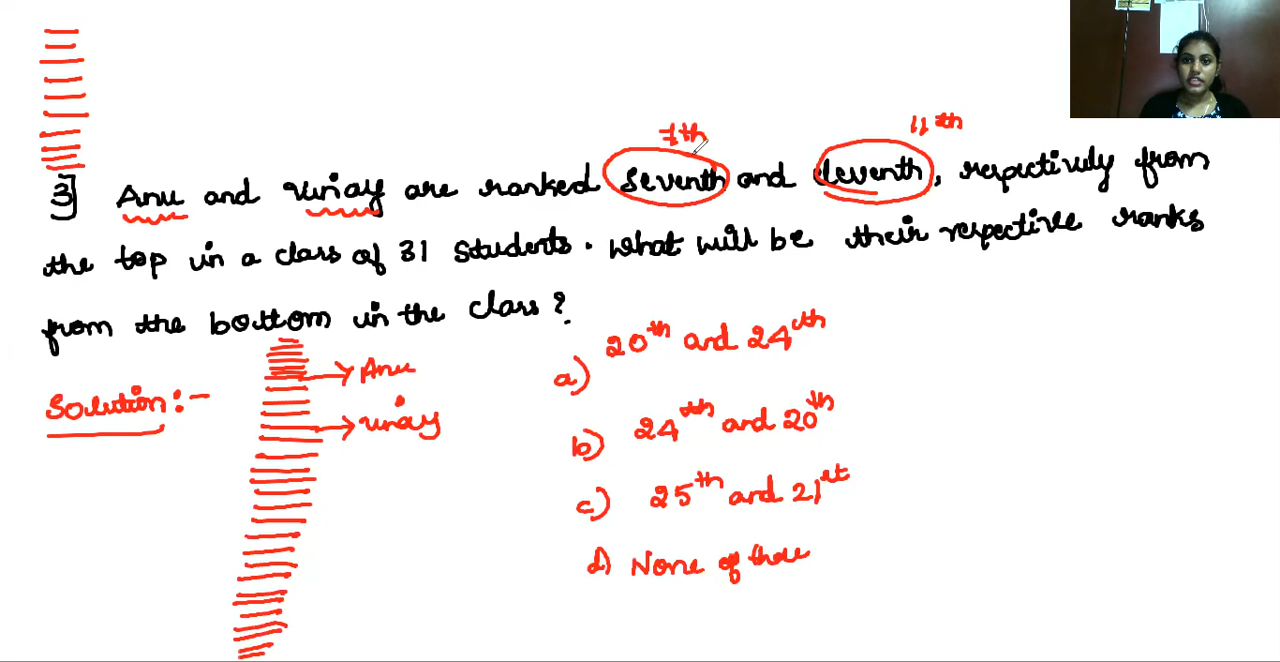 7th 11th
3] Anu and Vinay are ranked Seventh and eleventh, repectively from
the top in a class of 31 Students. What will be their respective ranks
from the bottom in the class?
Solution:-
Anu
Vinay
a) 20th and 24th
b) 24th and 20th
c) 25th and 21st
d) None of these